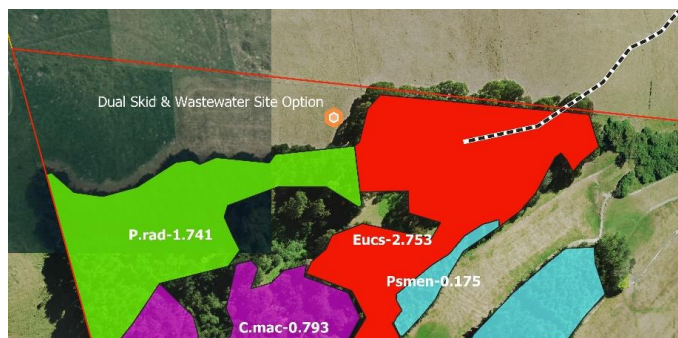 Dual Skid & Wastewater Site Option
P.rad-1.741
Eucs-2.753
Psmen-0.175
C.mac-0.793